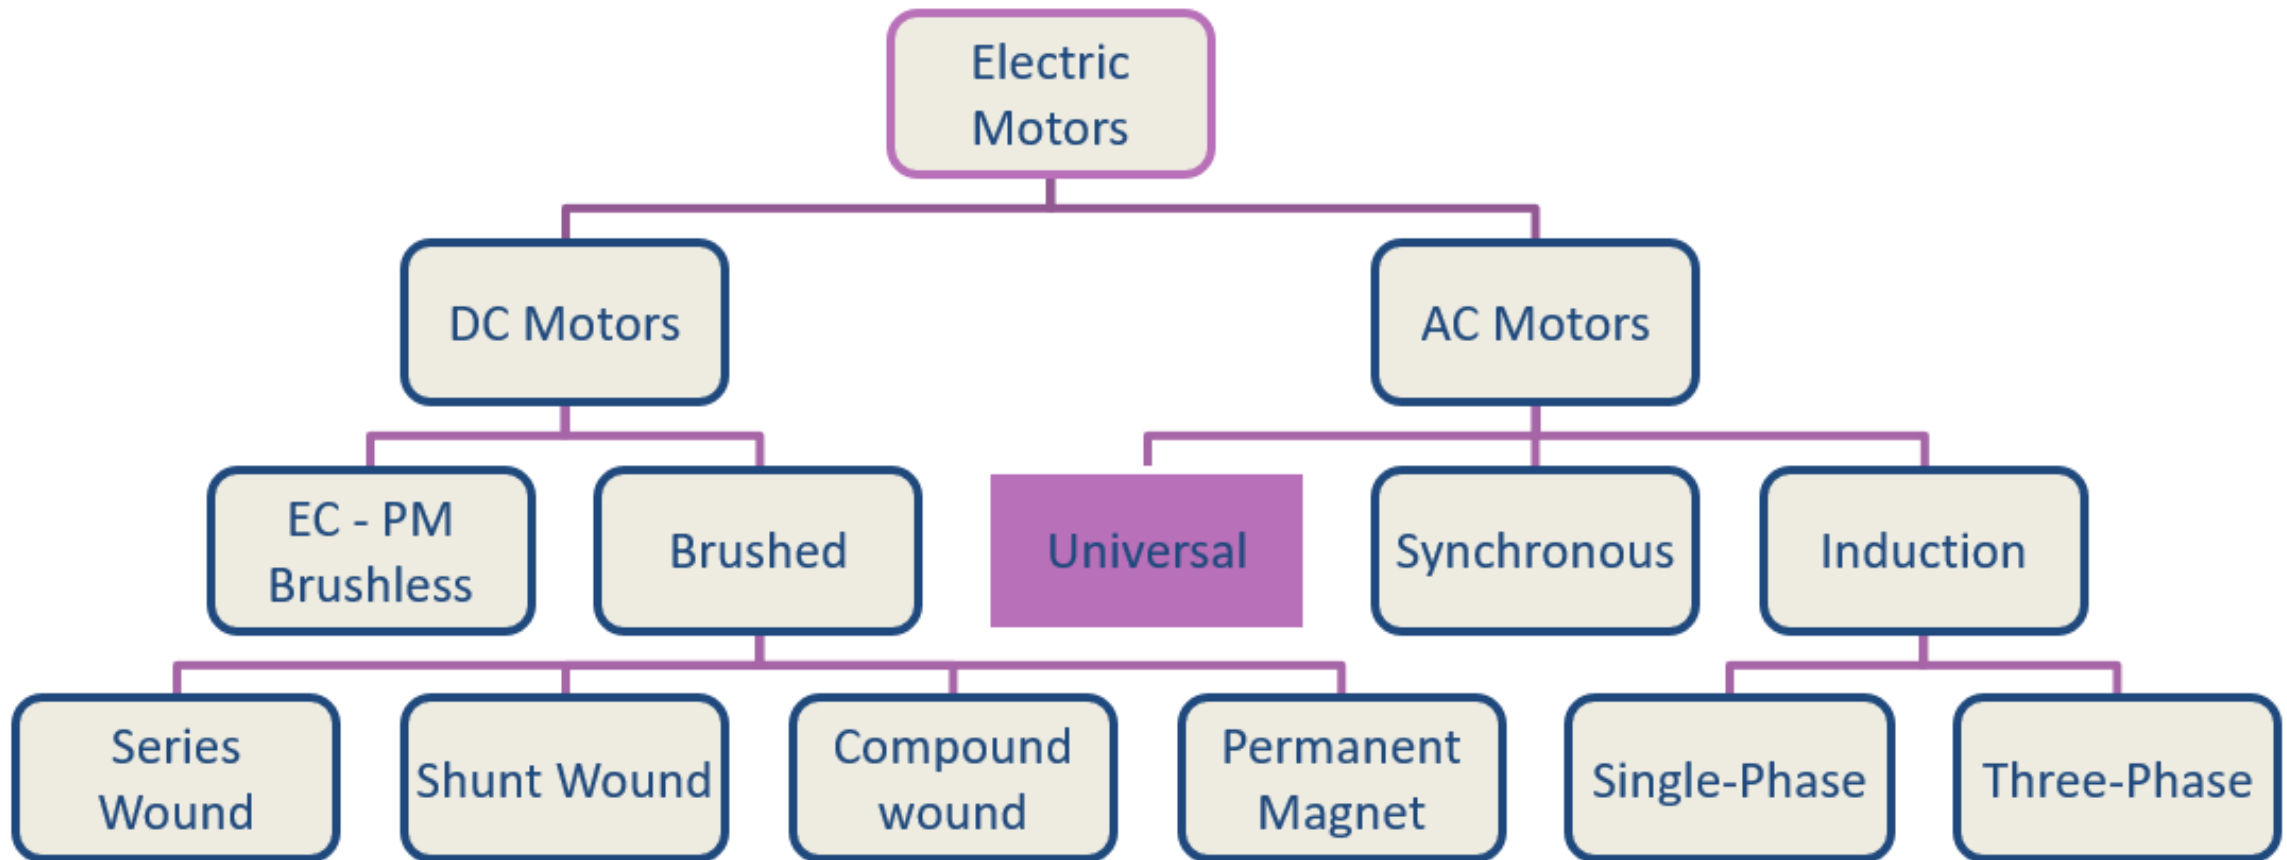 Electric
Motors
DC Motors
AC Motors
EC - PM
Brushless
Brushed
Universal
Synchronous
Induction
Series
Wound
Shunt Wound
Compound
wound
Permanent
Magnet
Single-Phase
Three-Phase